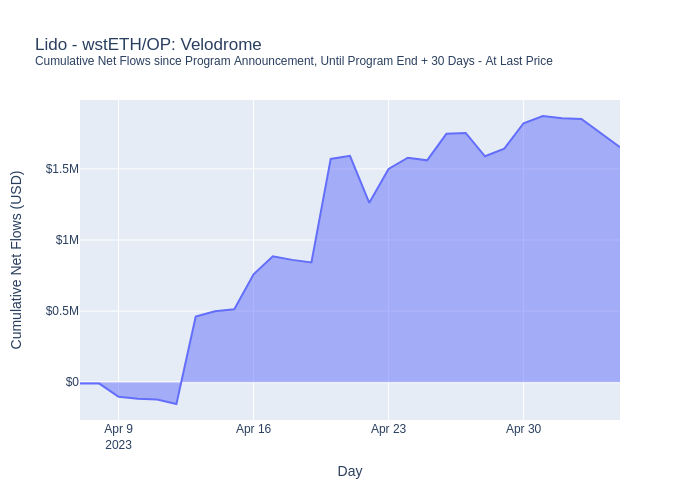 Lido - wstETH/OP: Velodrome
Cumulative Net Flows since Program Announcement, Until Program End + 30 Days - At Last Price
Cumulative Net Flows (USD)
$1.5M
$1M
$0.5M
$0
Apr 9
2023
Apr 16
Apr 23
Apr 30
Day